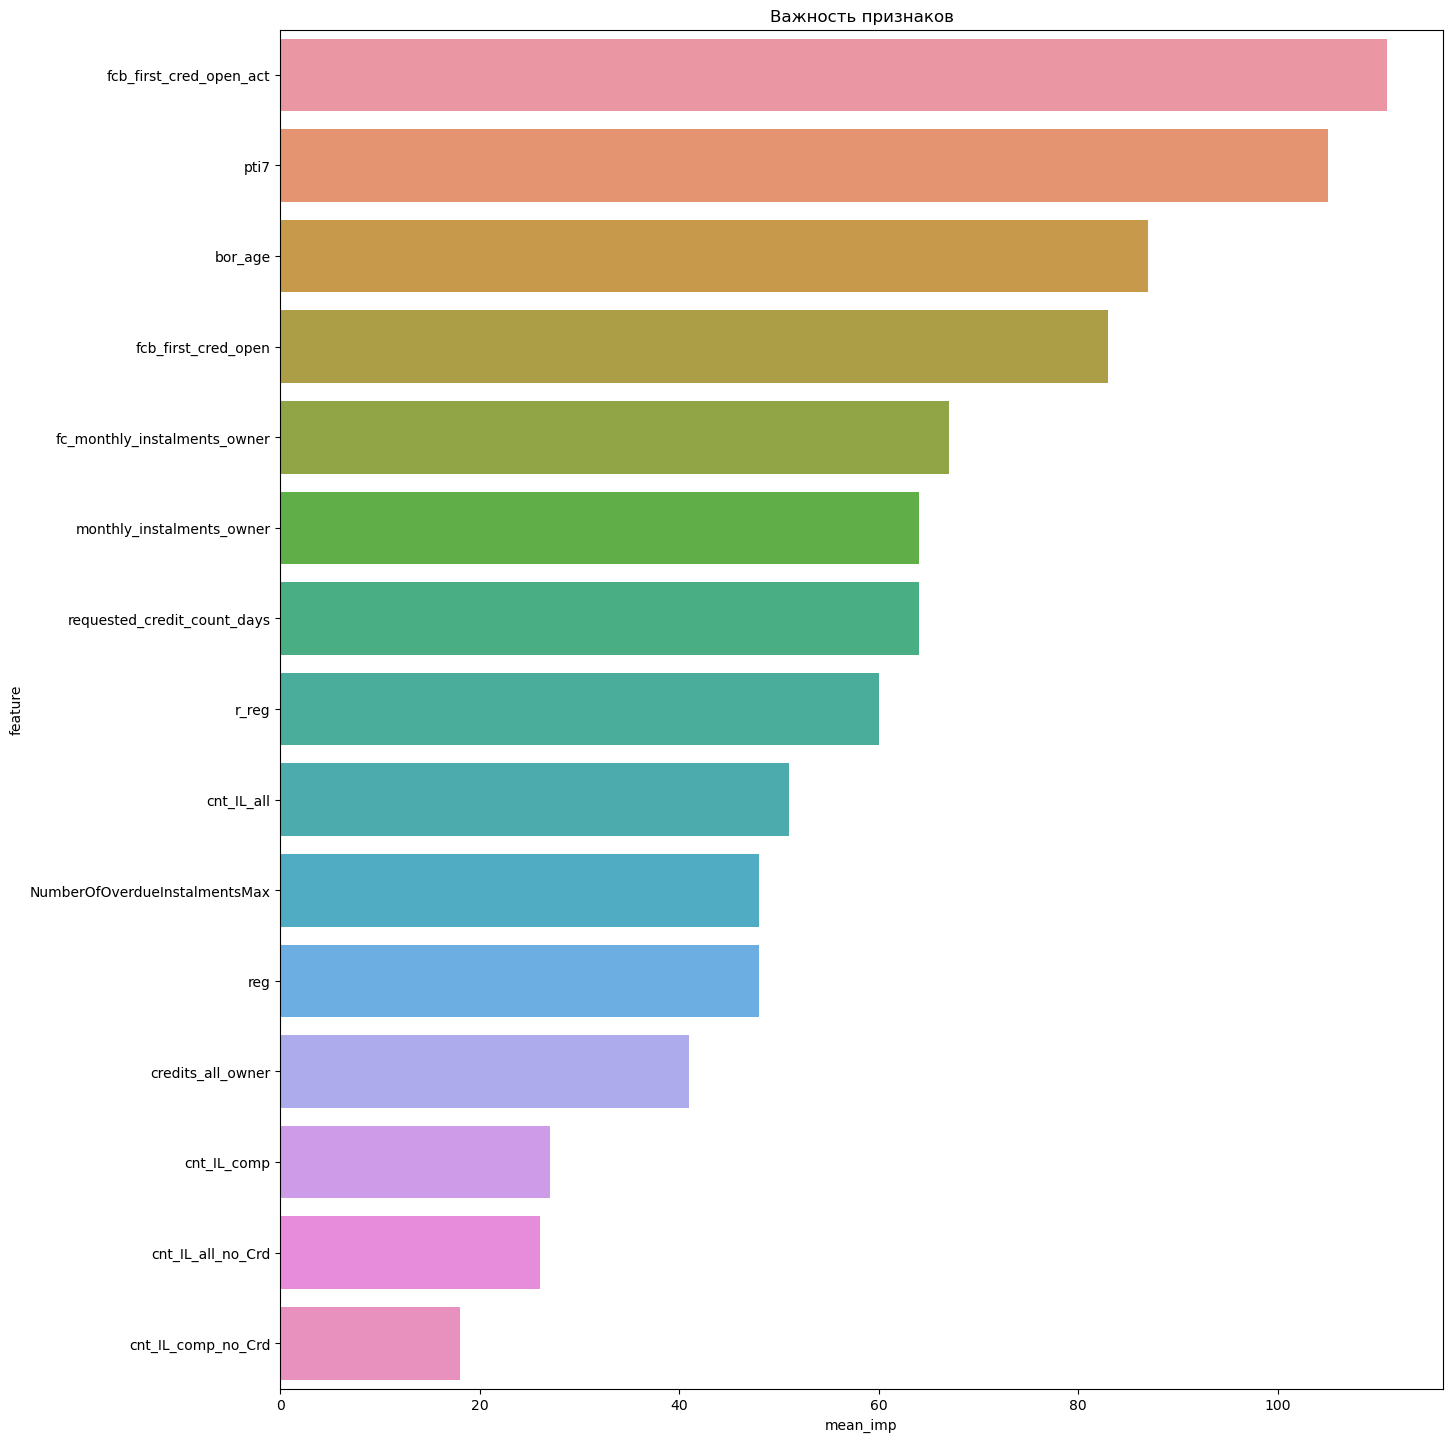 Важность признаков
fcb_first_cred_open_act
pti7
bor_age
fcb_first_cred_open
fc_monthly_instalments_owner
monthly_instalments_owner
requested_credit_count_days
r_reg
cnt_IL_all
NumberOfOverdueInstalmentsMax
reg
credits_all_owner
cnt_IL_comp
cnt_IL_all_no_Crd
cnt_IL_comp_no_Crd
feature
0 20 40 60 80 100
mean_imp